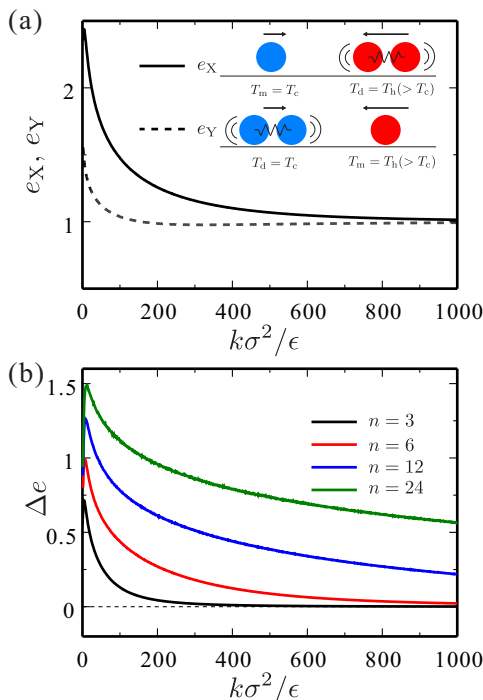 (a)
e_X
T_m = T_c
T_d = T_h(> T_c)
e_Y
T_d = T_c
T_m = T_h(> T_c)
e_X, e_Y
2
1
0
200
400
600
800
1000
kσ²/ϵ
(b)
1.5
1
0.5
0
Δe
n = 3
n = 6
n = 12
n = 24
0
200
400
600
800
1000
kσ²/ϵ